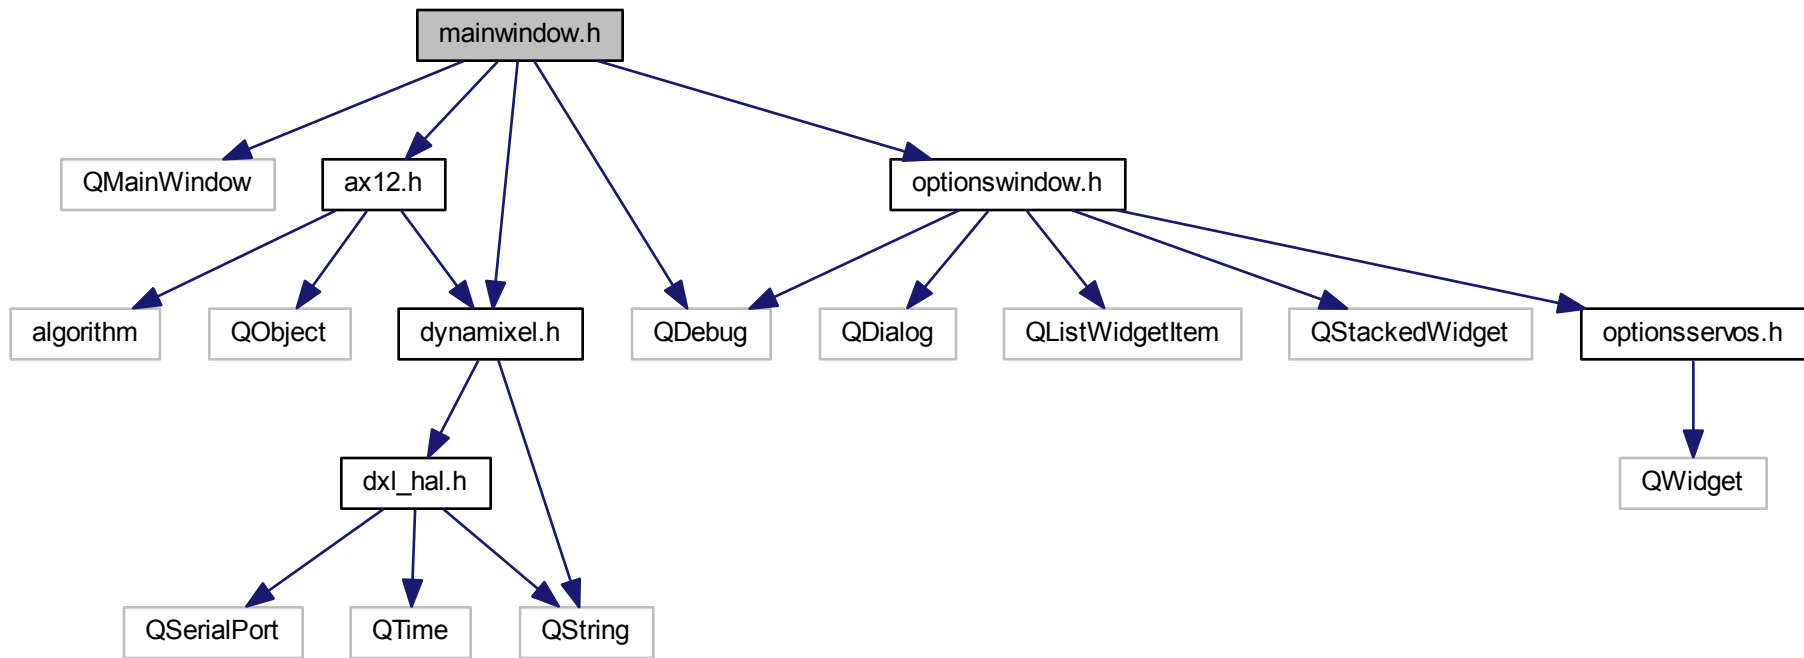 mainwindow.h
QMainWindow
ax12.h
optionswindow.h
algorithm
QObject
dynamixel.h
QDebug
QDialog
QListWidgetItem
QStackedWidget
optionsservos.h
dxl_hal.h
QWidget
QSerialPort
QTime
QString